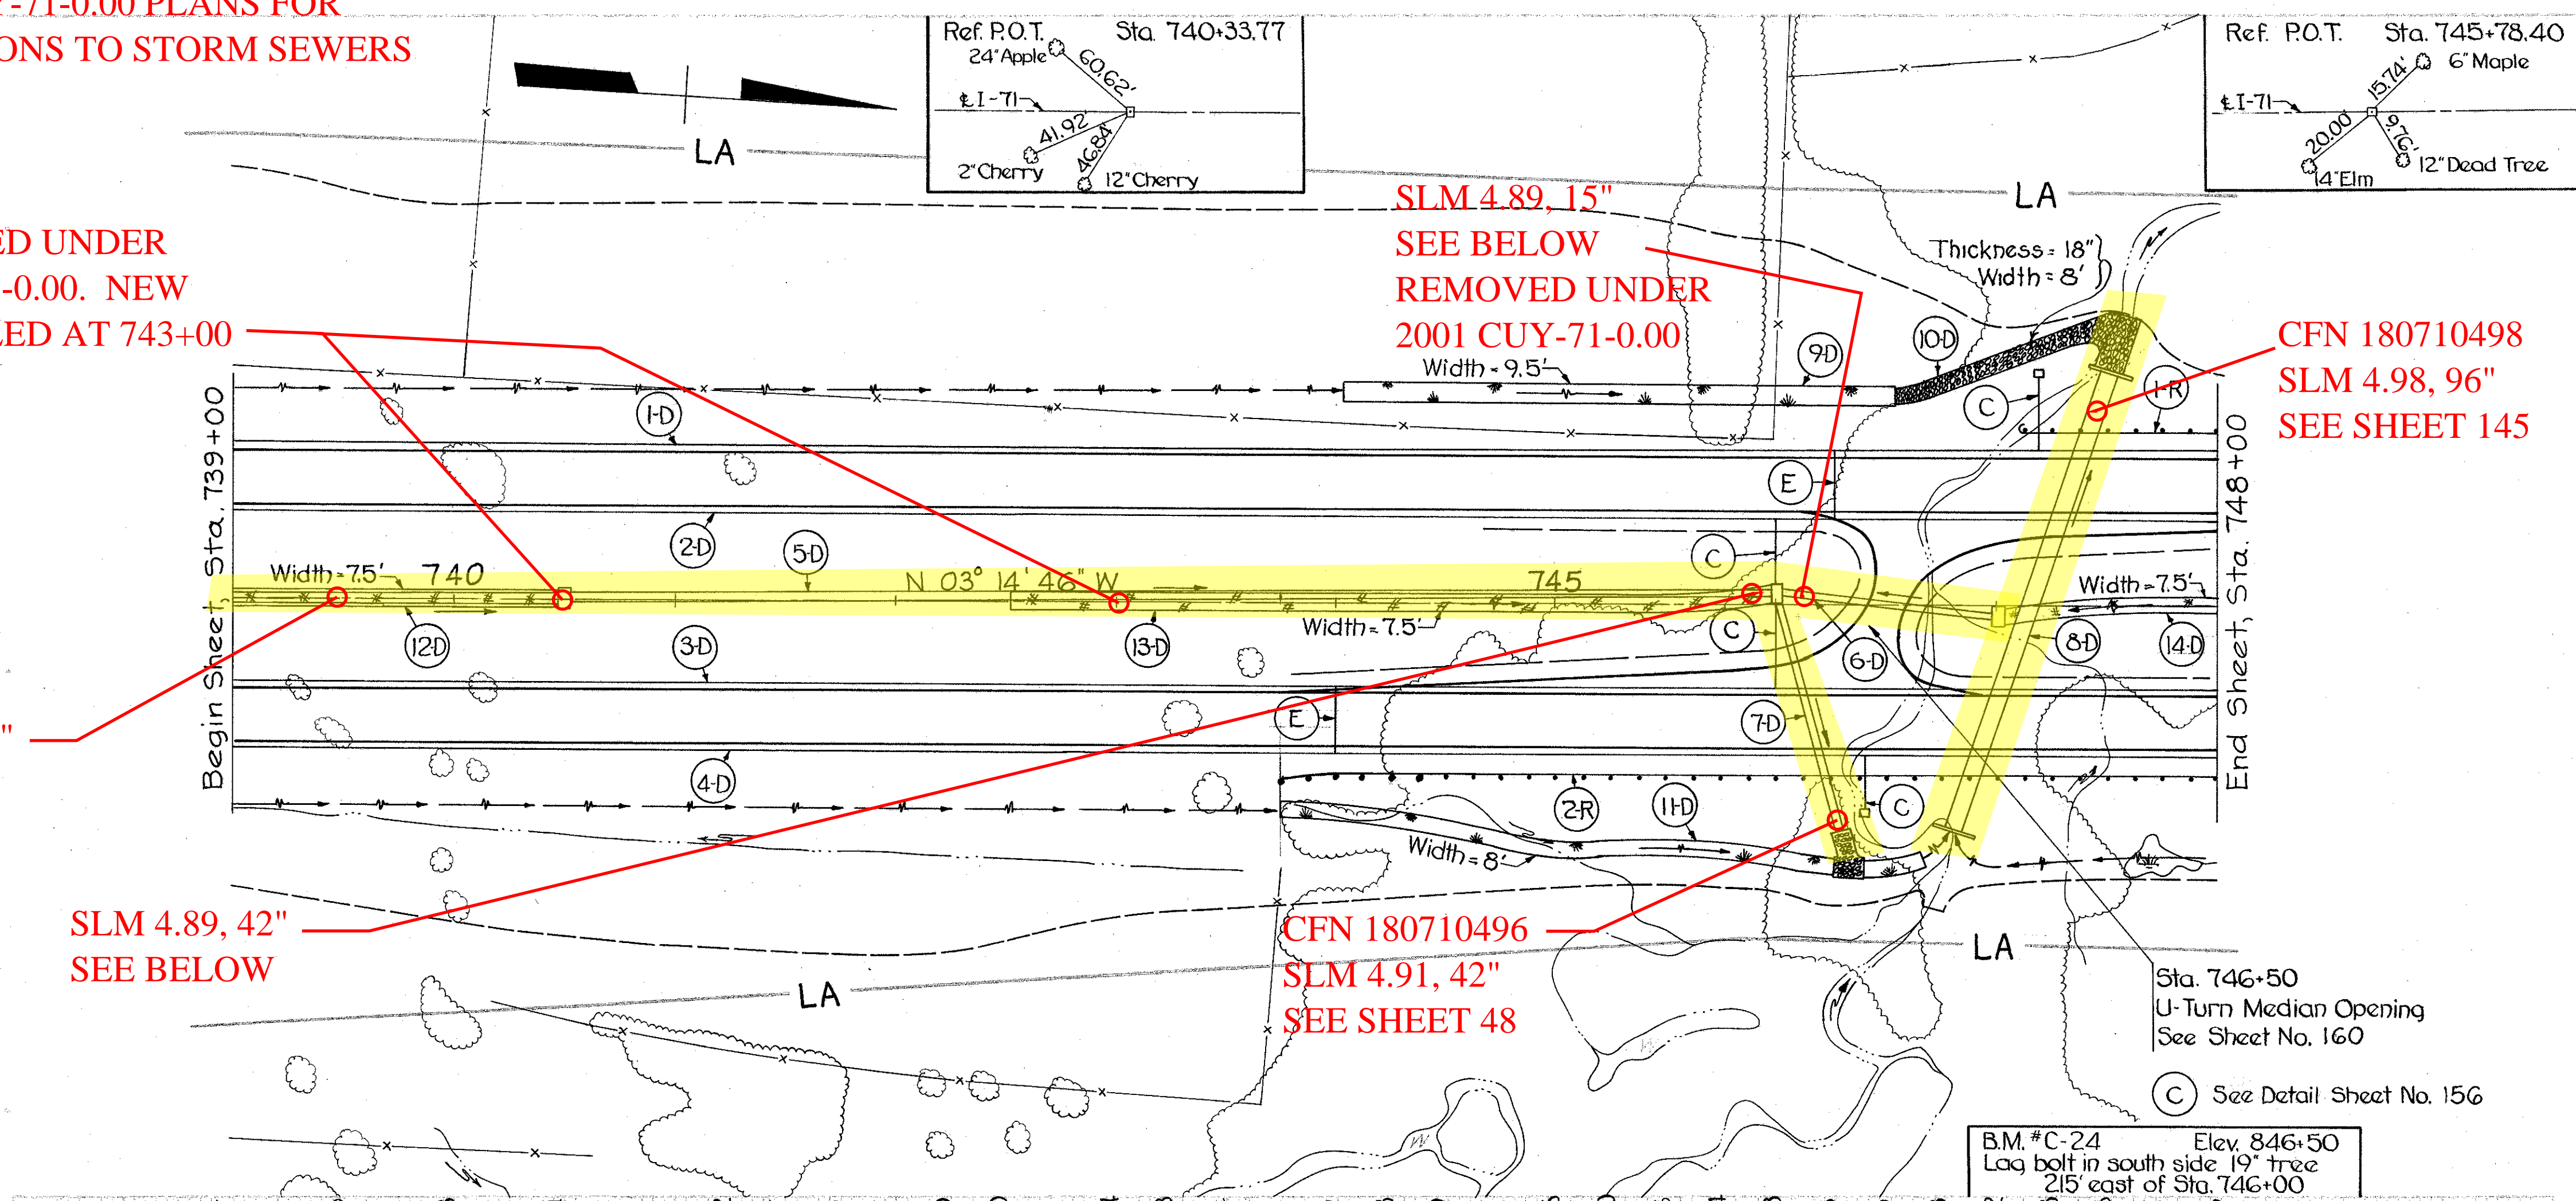 Y-71-0.00 PLANS FOR
ONS TO STORM SEWERS
Ref. P.O.T. Sta. 740+33.77
24"Apple
60.62'
℄ I-71
41.92'
46.84'
2"Cherry
12"Cherry
Ref. P.O.T. Sta. 745+78.40
15.74'
6"Maple
℄ I-71
20.00'
9.76'
14"Elm
12"Dead Tree
LA
LA
SLM 4.89, 15"
SEE BELOW
REMOVED UNDER
2001 CUY-71-0.00
ED UNDER
-0.00. NEW
LED AT 743+00
Thickness = 18"
Width = 8'
CFN 180710498
SLM 4.98, 96"
SEE SHEET 145
Width = 9.5'
9-D
10-D
C
1-R
1-D
E
2-D
5-D
C
Begin Sheet, Sta. 739+00
End Sheet, Sta. 748+00
Width = 7.5'
740
N 03° 14' 46" W
745
Width = 7.5'
12-D
3-D
13-D
Width = 7.5'
C
6-D
8-D
14-D
"
4-D
E
7-D
2-R
11-D
C
Width = 8'
SLM 4.89, 42"
SEE BELOW
CFN 180710496
SLM 4.91, 42"
SEE SHEET 48
LA
LA
W
W
Sta. 746+50
U-Turn Median Opening
See Sheet No. 160
C See Detail Sheet No. 156
B.M. #C-24 Elev. 846+50
Lag bolt in south side 19" tree
215' east of Sta. 746+00